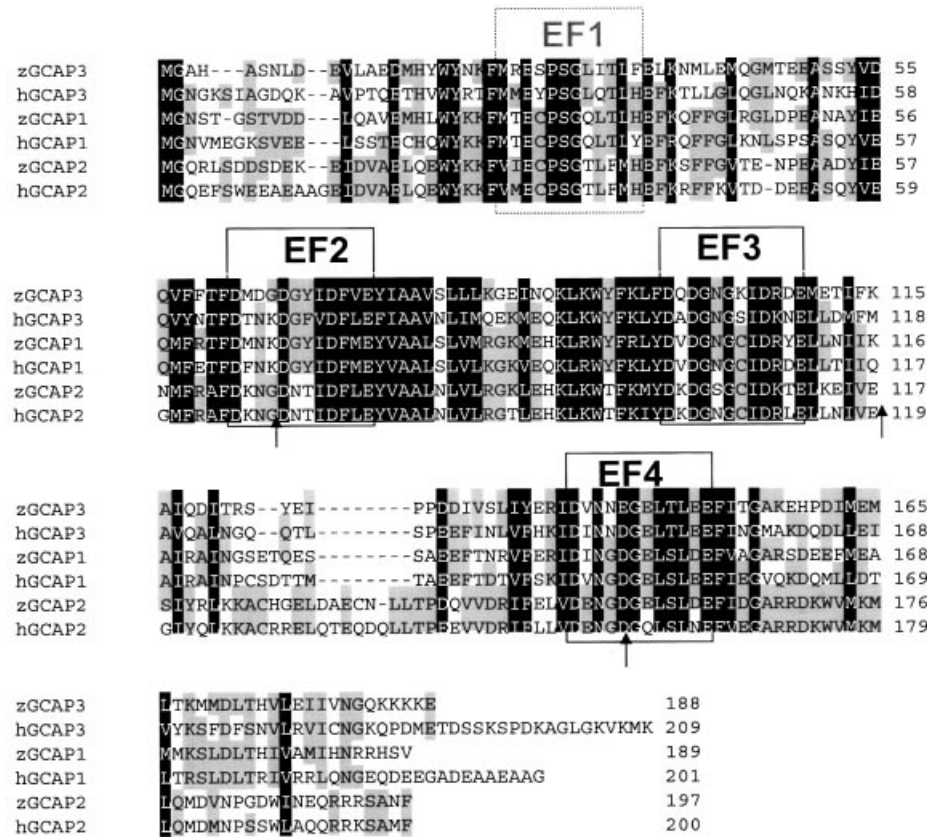 EF1
zGCAP3 MGAH---ASNLD--EVLAEDMHYWYNKFMRESPSGLITLFELKNMLEMQGMTEEASSYVD 55
hGCAP3 MGNGKSIAGDQK--AVPTQETHVWYRTFMMEYPSGLQTLHEFKTLLGLQGLNQKANKHID 58
zGCAP1 MGNST-GSTVDD--LQAVEMHLWYKKFMTECPSGQLTLHEFKQFFGLRGLDPEANAYIE 56
hGCAP1 MGNVMEGKSVEE--LSSTECHQWYKKFMTECPSGQLTLYEFRQFFGLKNLSPSASQYVE 57
zGCAP2 MGQRLSDDSDEK--EIDVAELQEWYKKFVIECPSGTLFMHEFKSFFGVTE-NPEAADYIE 57
hGCAP2 MGQEFSWEEAEAAGEIDVAELQEWYKKFVMECPSGTLFMHEFKRFFKVTD-DEEASQYVE 59
EF2 EF3
zGCAP3 QVFFTFDMDGDGYIDFVEYIAAVSLLLKGEINQKLKWYFKLFDQDGNGKIDRDEMETIFK 115
hGCAP3 QVYNTFDTNKDGFVDFLEFIAAVNLIMQEKMEQKLKWYFKLYDADGNGSIDKNELLDMFM 118
zGCAP1 QMFRTFDMNKDGYIDFMEYVAALSLVMRGKMEHKLRWYFRLYDVDGNGCIDRYELLNIIK 116
hGCAP1 QMFETFDFNKDGYIDFMEYVAALSLVLKGKVEQKLRWYFKLYDVDGNGCIDRDELLTIIQ 117
zGCAP2 NMFRAFDKNGDNTIDFLEYVAALNLVLRGKLEHKLKWTFKMYDKDGSGCIDKTELKEIVE 117
hGCAP2 GMFRAFDKNGDNTIDFLEYVAALNLVLRGTLEHKLKWTFKIYDKDGNGCIDRLELLNIVE 119
EF4
zGCAP3 AIQDITRS--YEI--------PPDDIVSLIYERIDVNNEGELTLEEFITGAKEHPDIMEM 165
hGCAP3 AVQALNGQ--QTL--------SPEEFINLVFHKIDINNDGELTLEEFINGMAKDQDLLEI 168
zGCAP1 AIRAINGSETQES--------SAEEFTNRVFERIDVNGDGELSLDEFVAGARSDEEFMEA 168
hGCAP1 AIRAINPCSDTTM--------TAEEFTDTVFSKIDVNGDGELSLEEFIEGVQKDQMLLDT 169
zGCAP2 SIYRLKKACHGELDAECN-LLTPDQVVDRIFELVDENGDGELSLDEFIDGARRDKWVMKM 176
hGCAP2 GIYQLKKACRRELQTEQDQLLTPEEVVDRIFLLVDENGDGQLSLNEFVEGARRDKWVMKM 179
zGCAP3 LTKMMDLTHVLEIIVNGQKKKKE 188
hGCAP3 VYKSFDFSNVLRVICNGKQPDMETDSSKSPDKAGLGKVKMK 209
zGCAP1 MMKSLDLTHIVAMIHNRRHSV 189
hGCAP1 LTRSLDLTRIVRRLQNGEQDEEGADEAAEAAG 201
zGCAP2 LQMDVNPGDWINEQRRRSANF 197
hGCAP2 LQMDMNPSSWLAQQRRKSAMF 200